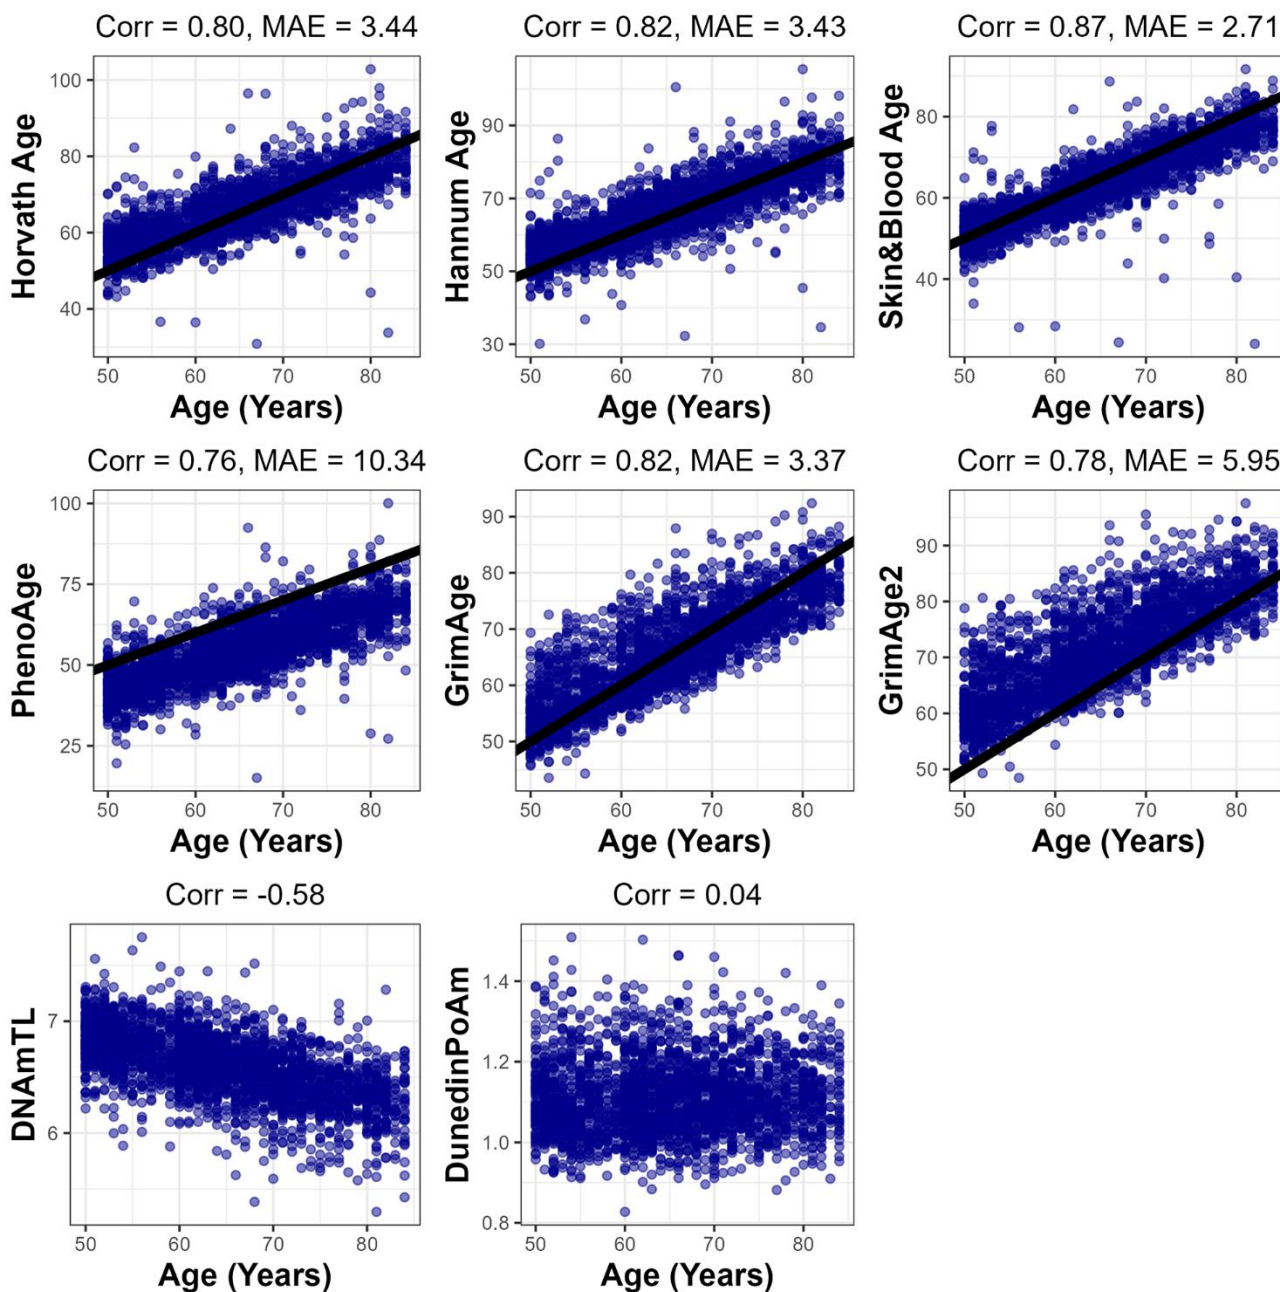 Corr = 0.80, MAE = 3.44
Corr = 0.82, MAE = 3.43
Corr = 0.87, MAE = 2.71
Horvath Age
100
80
60
40
50 60 70 80
Age (Years)
Hannum Age
90
70
50
30
50 60 70 80
Age (Years)
Skin&Blood Age
80
60
40
50 60 70 80
Age (Years)
Corr = 0.76, MAE = 10.34
Corr = 0.82, MAE = 3.37
Corr = 0.78, MAE = 5.95
PhenoAge
100
75
50
25
50 60 70 80
Age (Years)
GrimAge
90
80
70
60
50
50 60 70 80
Age (Years)
GrimAge2
90
80
70
60
50
50 60 70 80
Age (Years)
Corr = -0.58
Corr = 0.04
DNAmTL
7
6
50 60 70 80
Age (Years)
DunedinPoAm
1.4
1.2
1.0
0.8
50 60 70 80
Age (Years)